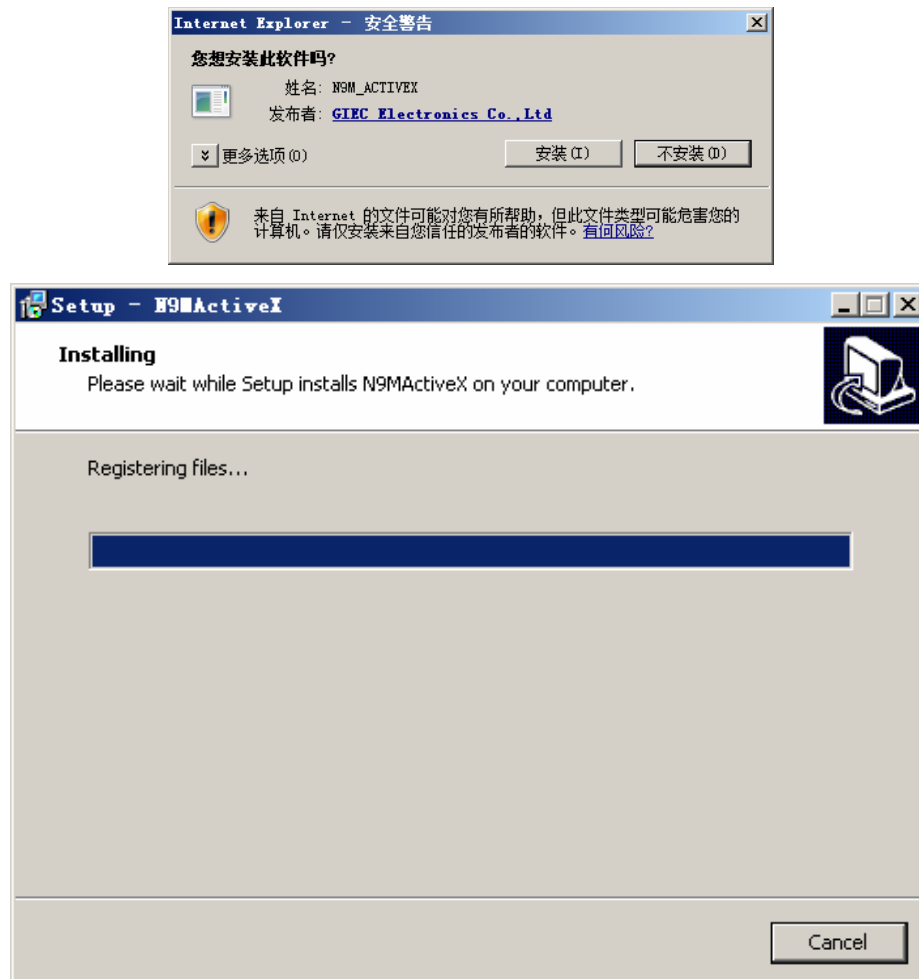 Internet Explorer - 安全警告
您想安装此软件吗?
姓名: N9M_ACTIVEX
发布者: GIEC Electronics Co.,Ltd
更多选项(O)
安装(I)
不安装(D)
来自 Internet 的文件可能对您有所帮助，但此文件类型可能危害您的
计算机。请仅安装来自您信任的发布者的软件。有何风险?
Setup - N9MActiveX
Installing
Please wait while Setup installs N9MActiveX on your computer.
Registering files...
Cancel